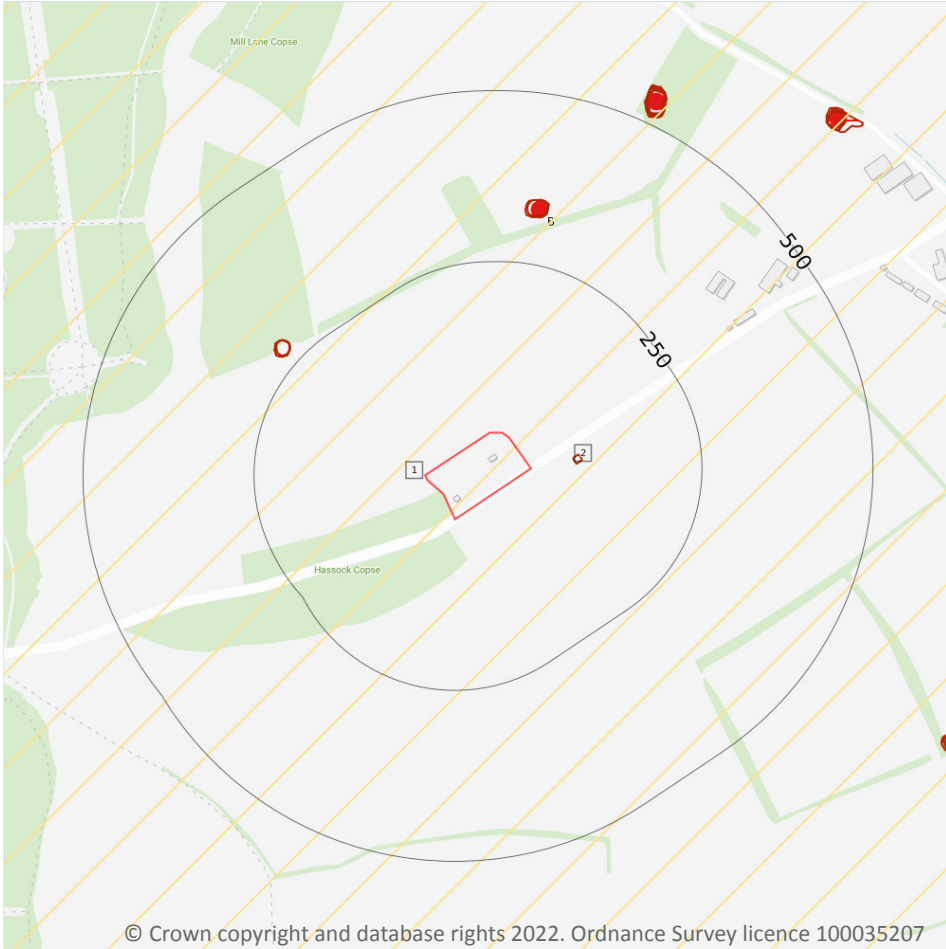 Mill Lane Copse
500
5
250
2
1
Hassock Copse
© Crown copyright and database rights 2022. Ordnance Survey licence 100035207